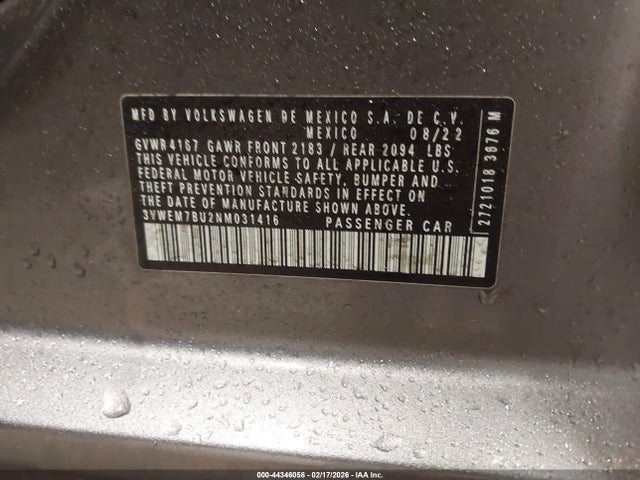 MFD BY VOLKSWAGEN DE MEXICO S.A. DE C.V.
MEXICO 08/22
GVWR4167 GAWR FRONT 2183 / REAR 2094 LBS
THIS VEHICLE CONFORMS TO ALL APPLICABLE U.S.
FEDERAL MOTOR VEHICLE SAFETY, BUMPER AND
THEFT PREVENTION STANDARDS IN EFFECT ON
THE DATE OF MANUFACTURE SHOWN ABOVE.
3VWEM7BU2NM031416 PASSENGER CAR
2721018 3676 M
000-44346058 - 02/17/2026 - IAA Inc.